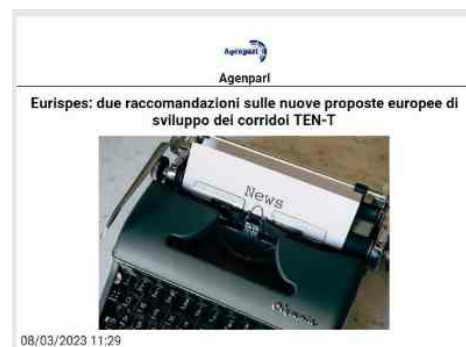 Agenparl
Agenparl
Eurispes: due raccomandazioni sulle nuove proposte europee di
sviluppo dei corridoi TEN-T
News
Olympia
08/03/2023 11:29